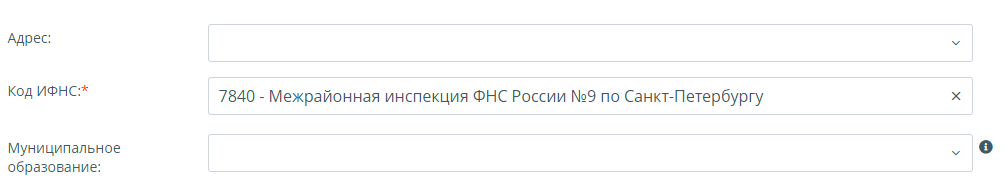 Адрес:
Код ИФНС:*
7840 - Межрайонная инспекция ФНС России №9 по Санкт-Петербургу
Муниципальное
образование: